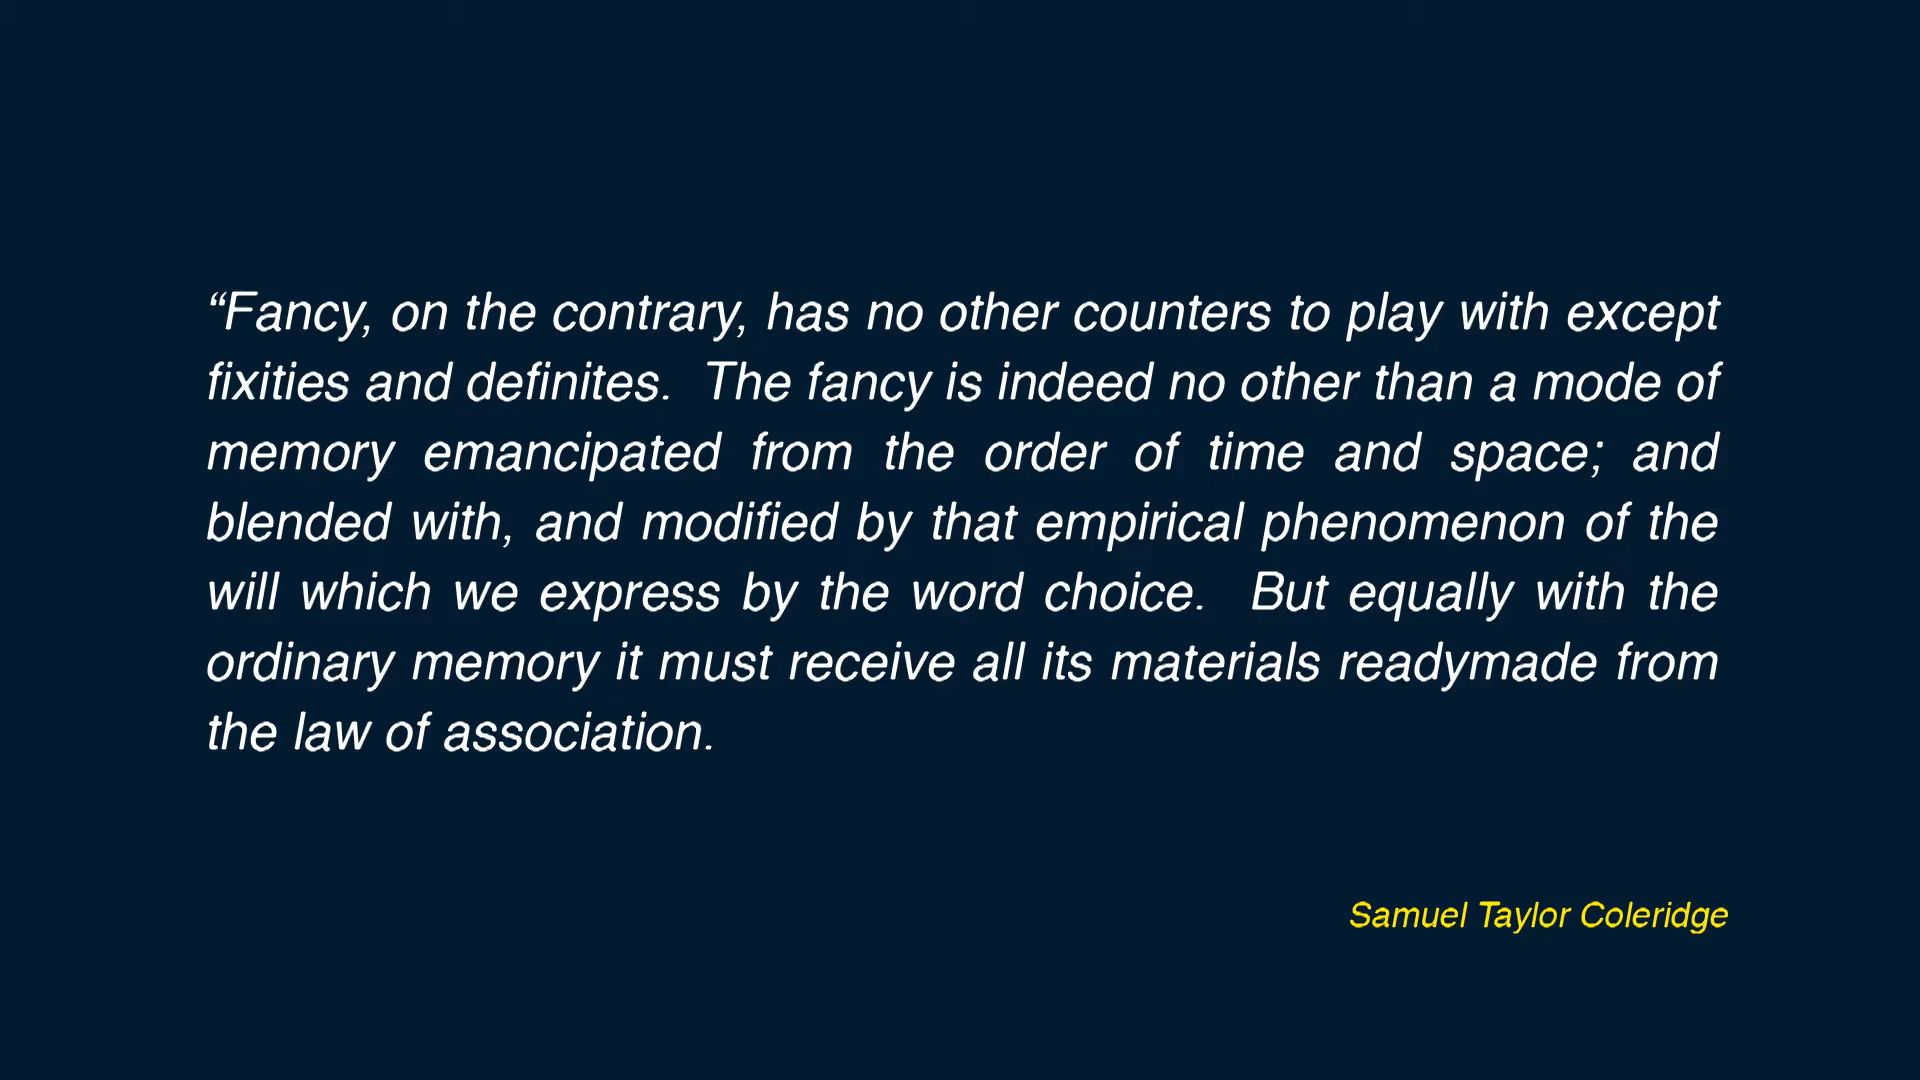 “Fancy, on the contrary, has no other counters to play with except
fixities and definites.  The fancy is indeed no other than a mode of
memory emancipated from the order of time and space; and
blended with, and modified by that empirical phenomenon of the
will which we express by the word choice.  But equally with the
ordinary memory it must receive all its materials readymade from
the law of association.
Samuel Taylor Coleridge